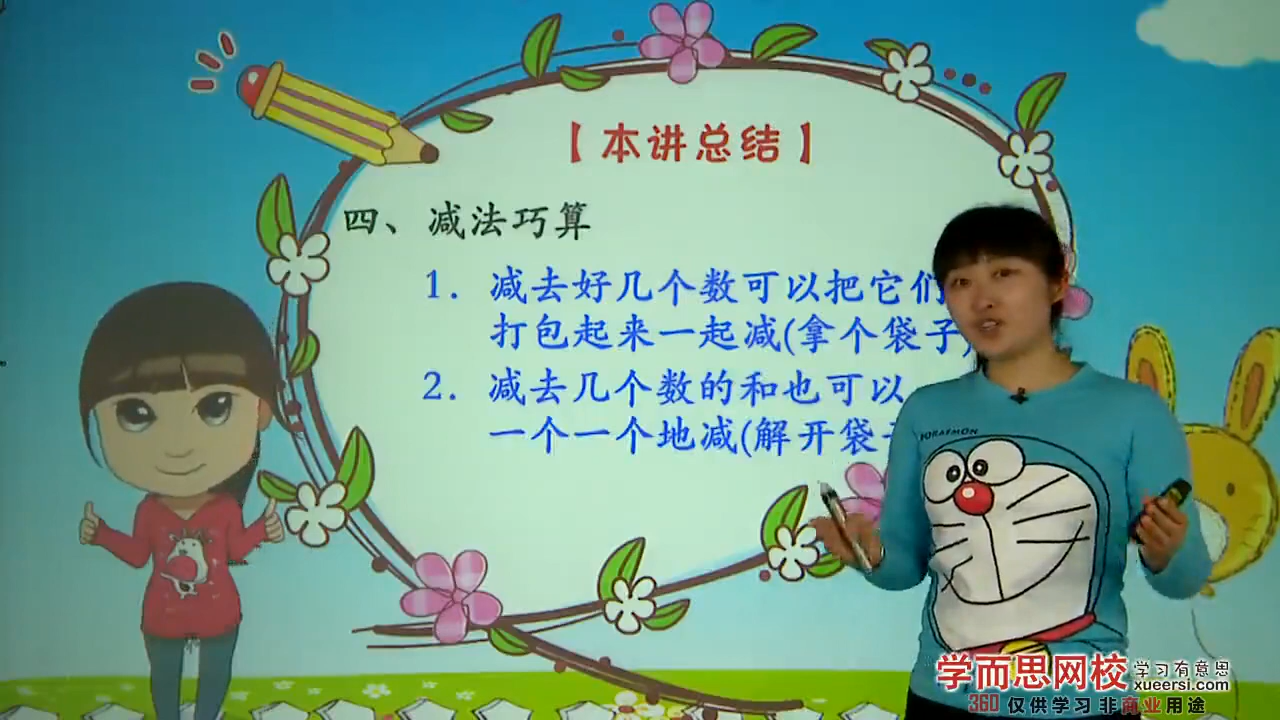 【本讲总结】
四、减法巧算
1. 减去好几个数可以把它们
打包起来一起减(拿个袋子)
2. 减去几个数的和也可以
一个一个地减(解开袋
DORAEMON
学而思网校 学习有意思
xueersi.com
360 仅供学习 非商业用途